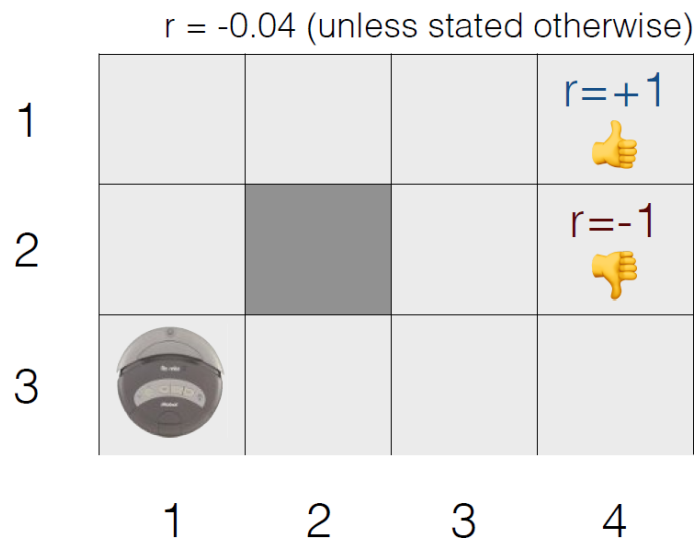 r = -0.04 (unless stated otherwise)
1
r=+1
2
r=-1
3
1 2 3 4